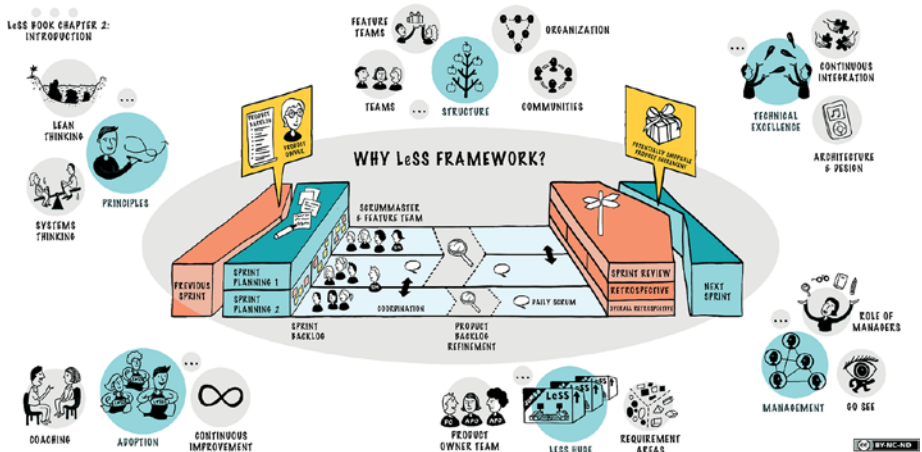 LeSS BOOK CHAPTER 2:
INTRODUCTION
LEAN
THINKING
SYSTEMS
THINKING
PRINCIPLES
FEATURE
TEAMS
TEAMS
STRUCTURE
ORGANIZATION
COMMUNITIES
CONTINUOUS
INTEGRATION
TECHNICAL
EXCELLENCE
ARCHITECTURE
& DESIGN
PRODUCT
BACKLOG
PRODUCT
OWNER
POTENTIALLY SHIPPABLE
PRODUCT INCREMENT
WHY LeSS FRAMEWORK?
SCRUMMASTER
& FEATURE TEAM
PREVIOUS
SPRINT
SPRINT
PLANNING 1
SPRINT
PLANNING 2
SPRINT
BACKLOG
COORDINATION
PRODUCT
BACKLOG
REFINEMENT
DAILY SCRUM
SPRINT REVIEW
RETROSPECTIVE
OVERALL RETROSPECTIVE
NEXT
SPRINT
ROLE OF
MANAGERS
MANAGEMENT
GO SEE
COACHING
ADOPTION
CONTINUOUS
IMPROVEMENT
PO
APO
APO
PRODUCT
OWNER TEAM
LeSS
LeSS
LESS HUGE
REQUIREMENT
AREAS
cc BY-NC-ND